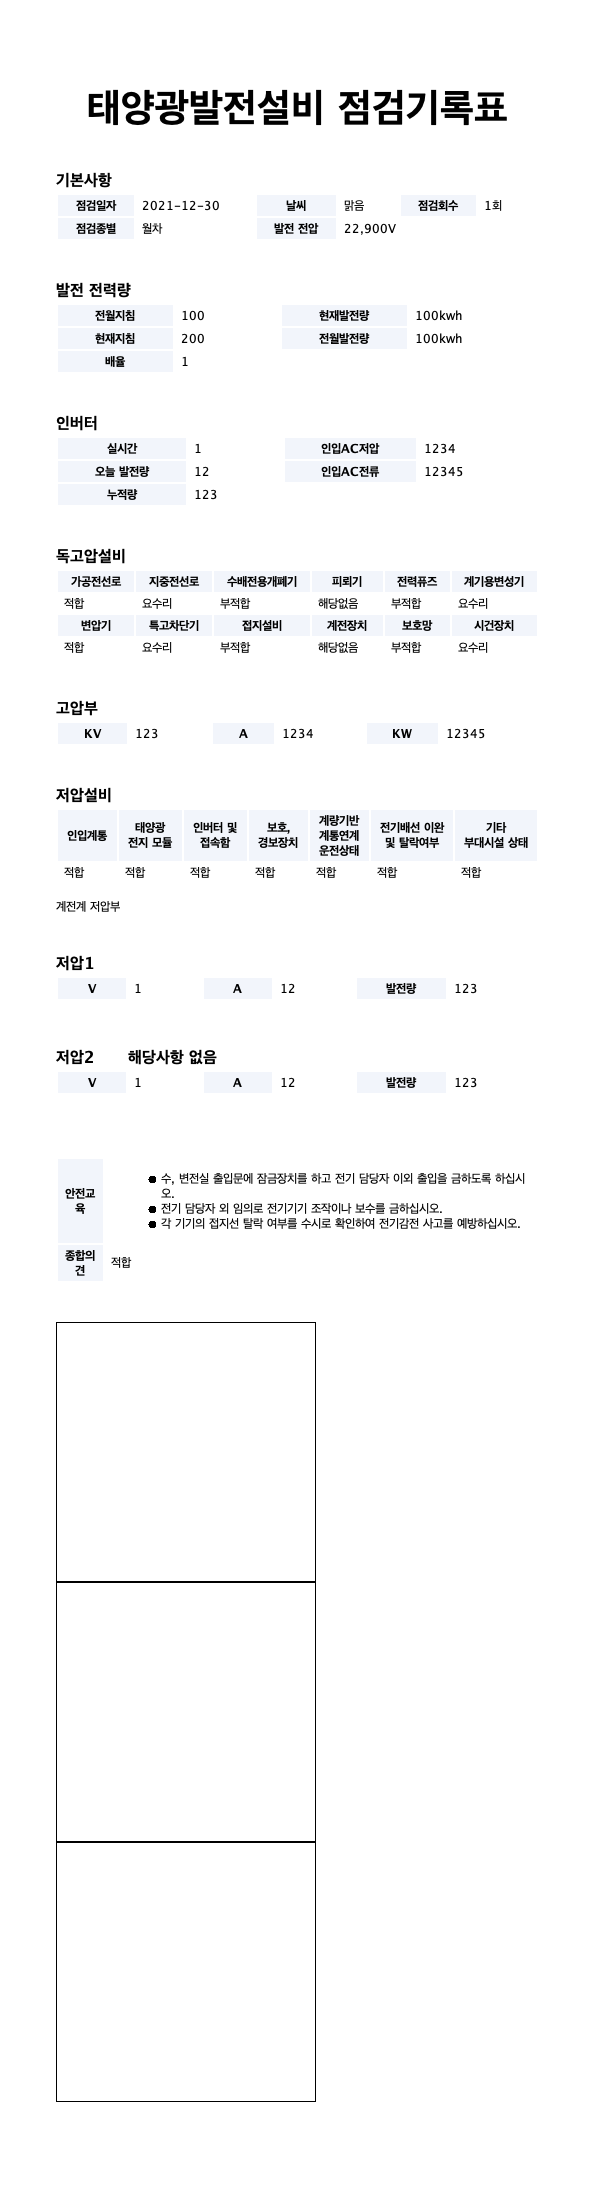 태양광발전설비 점검기록표
기본사항
점검일자 2021-12-30 날씨 맑음 점검회수 1회
점검종별 월차 발전 전압 22,900V
발전 전력량
전월지침 100 현재발전량 100kwh
현재지침 200 전월발전량 100kwh
배율 1
인버터
실시간 1 인입AC저압 1234
오늘 발전량 12 인입AC전류 12345
누적량 123
독고압설비
가공전선로 지중전선로 수배전용개폐기 피뢰기 전력퓨즈 계기용변성기
적합 요수리 부적합 해당없음 부적합 요수리
변압기 특고차단기 접지설비 계전장치 보호망 시건장치
적합 요수리 부적합 해당없음 부적합 요수리
고압부
KV 123 A 1234 KW 12345
저압설비
인입계통 태양광 전지 모듈 인버터 및 접속함 보호, 경보장치 계량기반 계통연계 운전상태 전기배선 이완 및 탈락여부 기타 부대시설 상태
적합 적합 적합 적합 적합 적합 적합
계전계 저압부
저압1
V 1 A 12 발전량 123
저압2 해당사항 없음
V 1 A 12 발전량 123
안전교
육
● 수, 변전실 출입문에 잠금장치를 하고 전기 담당자 이외 출입을 금하도록 하십시
오.
● 전기 담당자 외 임의로 전기기기 조작이나 보수를 금하십시오.
● 각 기기의 접지선 탈락 여부를 수시로 확인하여 전기감전 사고를 예방하십시오.
종합의
견
적합